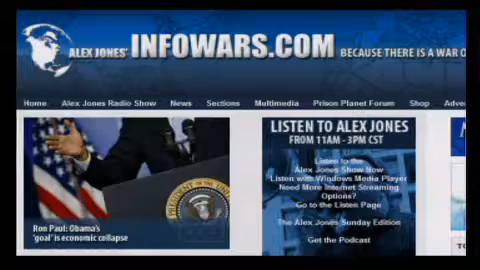 ALEX JONES' INFOWARS.COM BECAUSE THERE IS A WAR O
Home Alex Jones Radio Show News Sections Multimedia Prison Planet Forum Shop Adver
LISTEN TO ALEX JONES
FROM 11AM - 3PM CST
Listen to the
Alex Jones Show Now
Listen with Windows Media Player
Need More Internet Streaming
Options?
Go to the Listen Page
The Alex Jones Sunday Edition
Get the Podcast
Ron Paul: Obama's
'goal' is economic collapse